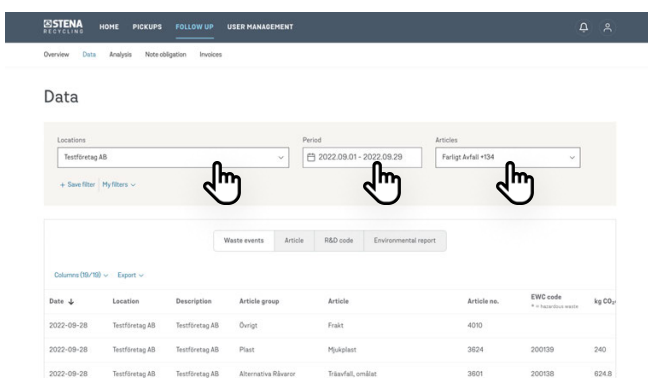 STENA HOME PICKUPS FOLLOW UP USER MANAGEMENT
RECYCLING
Overview Data Analysis Note obligation Invoices
Data
Locations Period Articles
Testföretag AB 2022.09.01 - 2022.09.29 Farligt Avfall +134
+ Save filter My filters
Waste events Article R&D code Environmental report
Columns (19/19) Export
Date ↓ Location Description Article group Article Article no. EWC code kg CO₂
* = hazardous waste
2022-09-28 Testföretag AB Testföretag AB Övrigt Frakt 4010
2022-09-28 Testföretag AB Testföretag AB Plast Mjukplast 3624 200139 240
2022-09-28 Testföretag AB Testföretag AB Alternativa Råvaror Träavfall, omålat 3601 200138 624.8